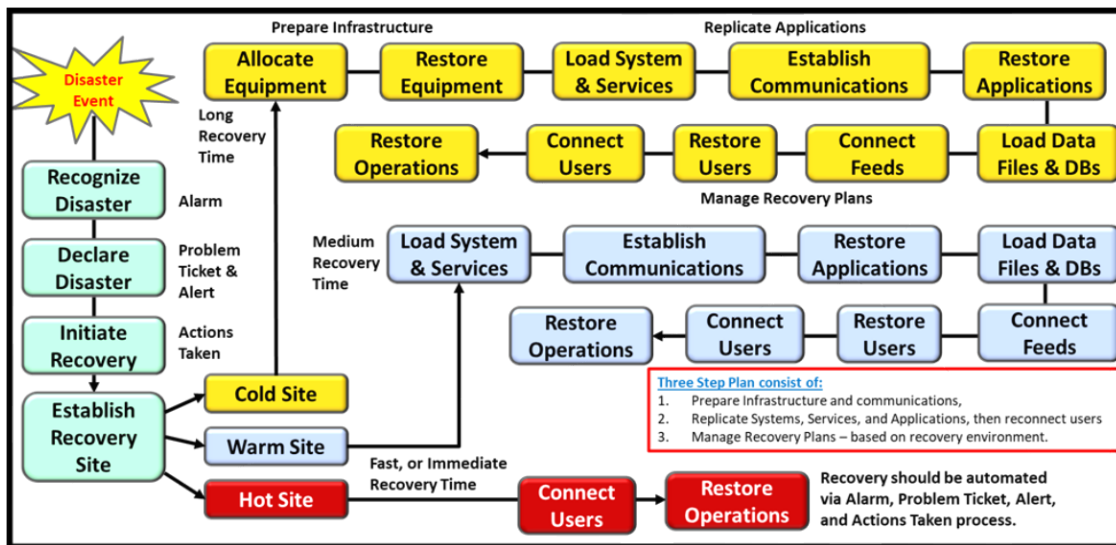 Prepare Infrastructure
Replicate Applications
Disaster
Event
Allocate
Equipment
Restore
Equipment
Load System
& Services
Establish
Communications
Restore
Applications
Long
Recovery
Time
Restore
Operations
Connect
Users
Restore
Users
Connect
Feeds
Load Data
Files & DBs
Manage Recovery Plans
Recognize
Disaster
Alarm
Declare
Disaster
Problem
Ticket &
Alert
Medium
Recovery
Time
Load System
& Services
Establish
Communications
Restore
Applications
Load Data
Files & DBs
Initiate
Recovery
Actions
Taken
Restore
Operations
Connect
Users
Restore
Users
Connect
Feeds
Establish
Recovery
Site
Cold Site
Warm Site
Hot Site
Three Step Plan consist of:
1. Prepare Infrastructure and communications,
2. Replicate Systems, Services, and Applications, then reconnect users
3. Manage Recovery Plans – based on recovery environment.
Fast, or Immediate
Recovery Time
Connect
Users
Restore
Operations
Recovery should be automated
via Alarm, Problem Ticket, Alert,
and Actions Taken process.